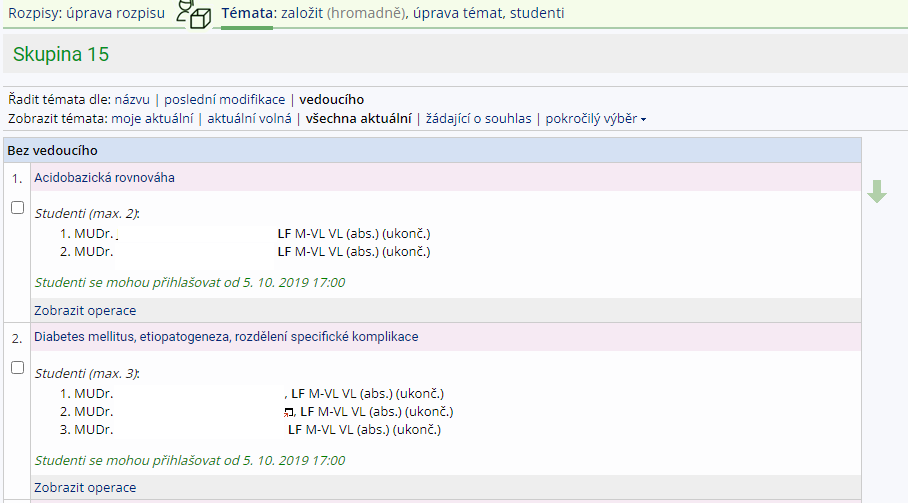 Rozpisy: úprava rozpisu Témata: založit (hromadně), úprava témat, studenti
Skupina 15
Řadit témata dle: názvu | poslední modifikace | vedoucího
Zobrazit témata: moje aktuální | aktuální volná | všechna aktuální | žádající o souhlas | pokročilý výběr
Bez vedoucího
1. Acidobazická rovnováha
Studenti (max. 2):
1. MUDr. LF M-VL VL (abs.) (ukonč.)
2. MUDr. LF M-VL VL (abs.) (ukonč.)
Studenti se mohou přihlašovat od 5. 10. 2019 17:00
Zobrazit operace
2. Diabetes mellitus, etiopatogeneza, rozdělení specifické komplikace
Studenti (max. 3):
1. MUDr. , LF M-VL VL (abs.) (ukonč.)
2. MUDr. , LF M-VL VL (abs.) (ukonč.)
3. MUDr. LF M-VL VL (abs.) (ukonč.)
Studenti se mohou přihlašovat od 5. 10. 2019 17:00
Zobrazit operace